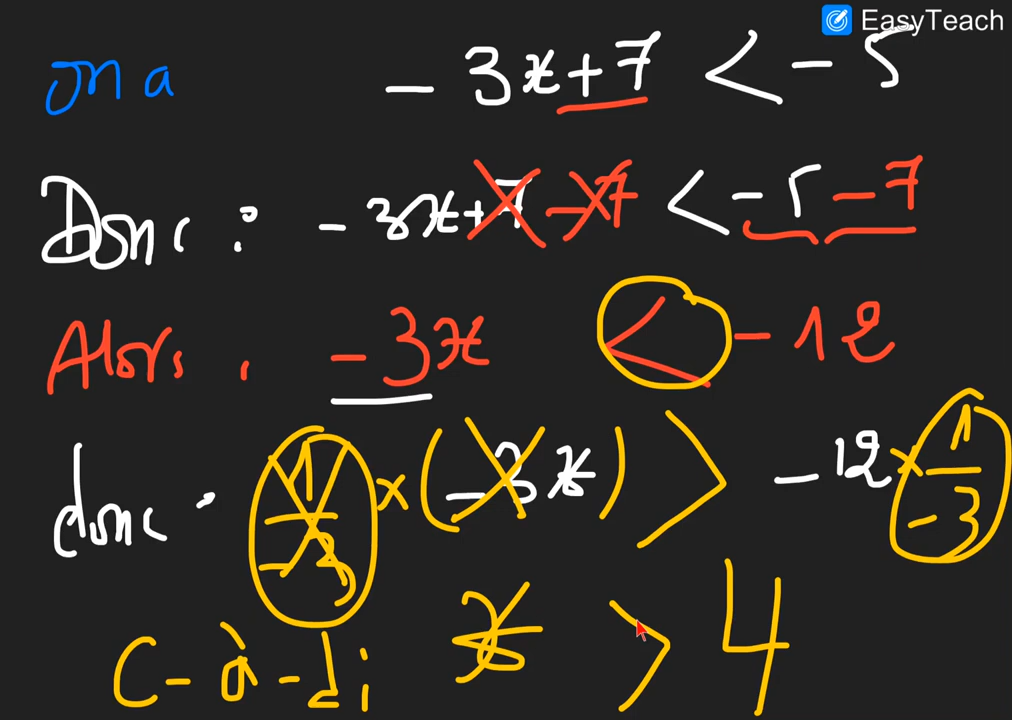 EasyTeach
on a - 3x + 7 < - 5
Donc : - 3x + 7 - 7 < - 5 - 7
Alors : - 3x < - 12
donc : 1/-3 × (-3x) > - 12 × 1/-3
C-à-d : x > 4